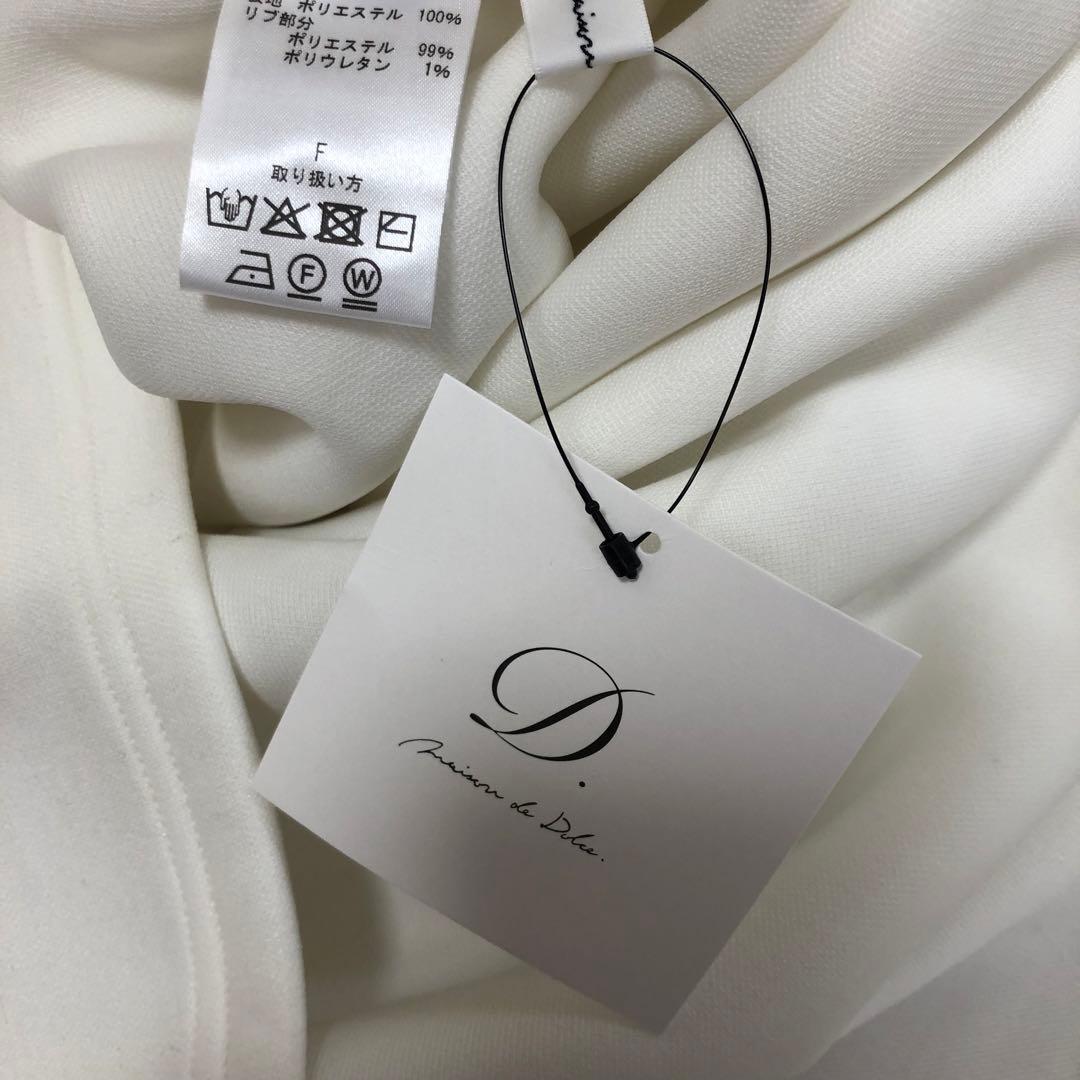 ポリエステル 100%
リブ部分
ポリエステル 99%
ポリウレタン 1%
F
取り扱い方
F
W
D.
maison de Dolce.